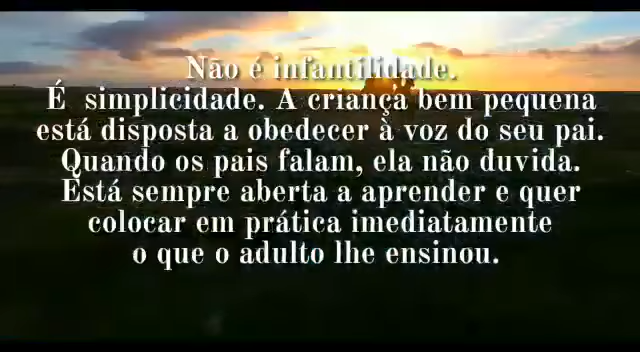 Não é infantilidade.
É simplicidade. A criança bem pequena
está disposta a obedecer à voz do seu pai.
Quando os pais falam, ela não duvida.
Está sempre aberta a aprender e quer
colocar em prática imediatamente
o que o adulto lhe ensinou.